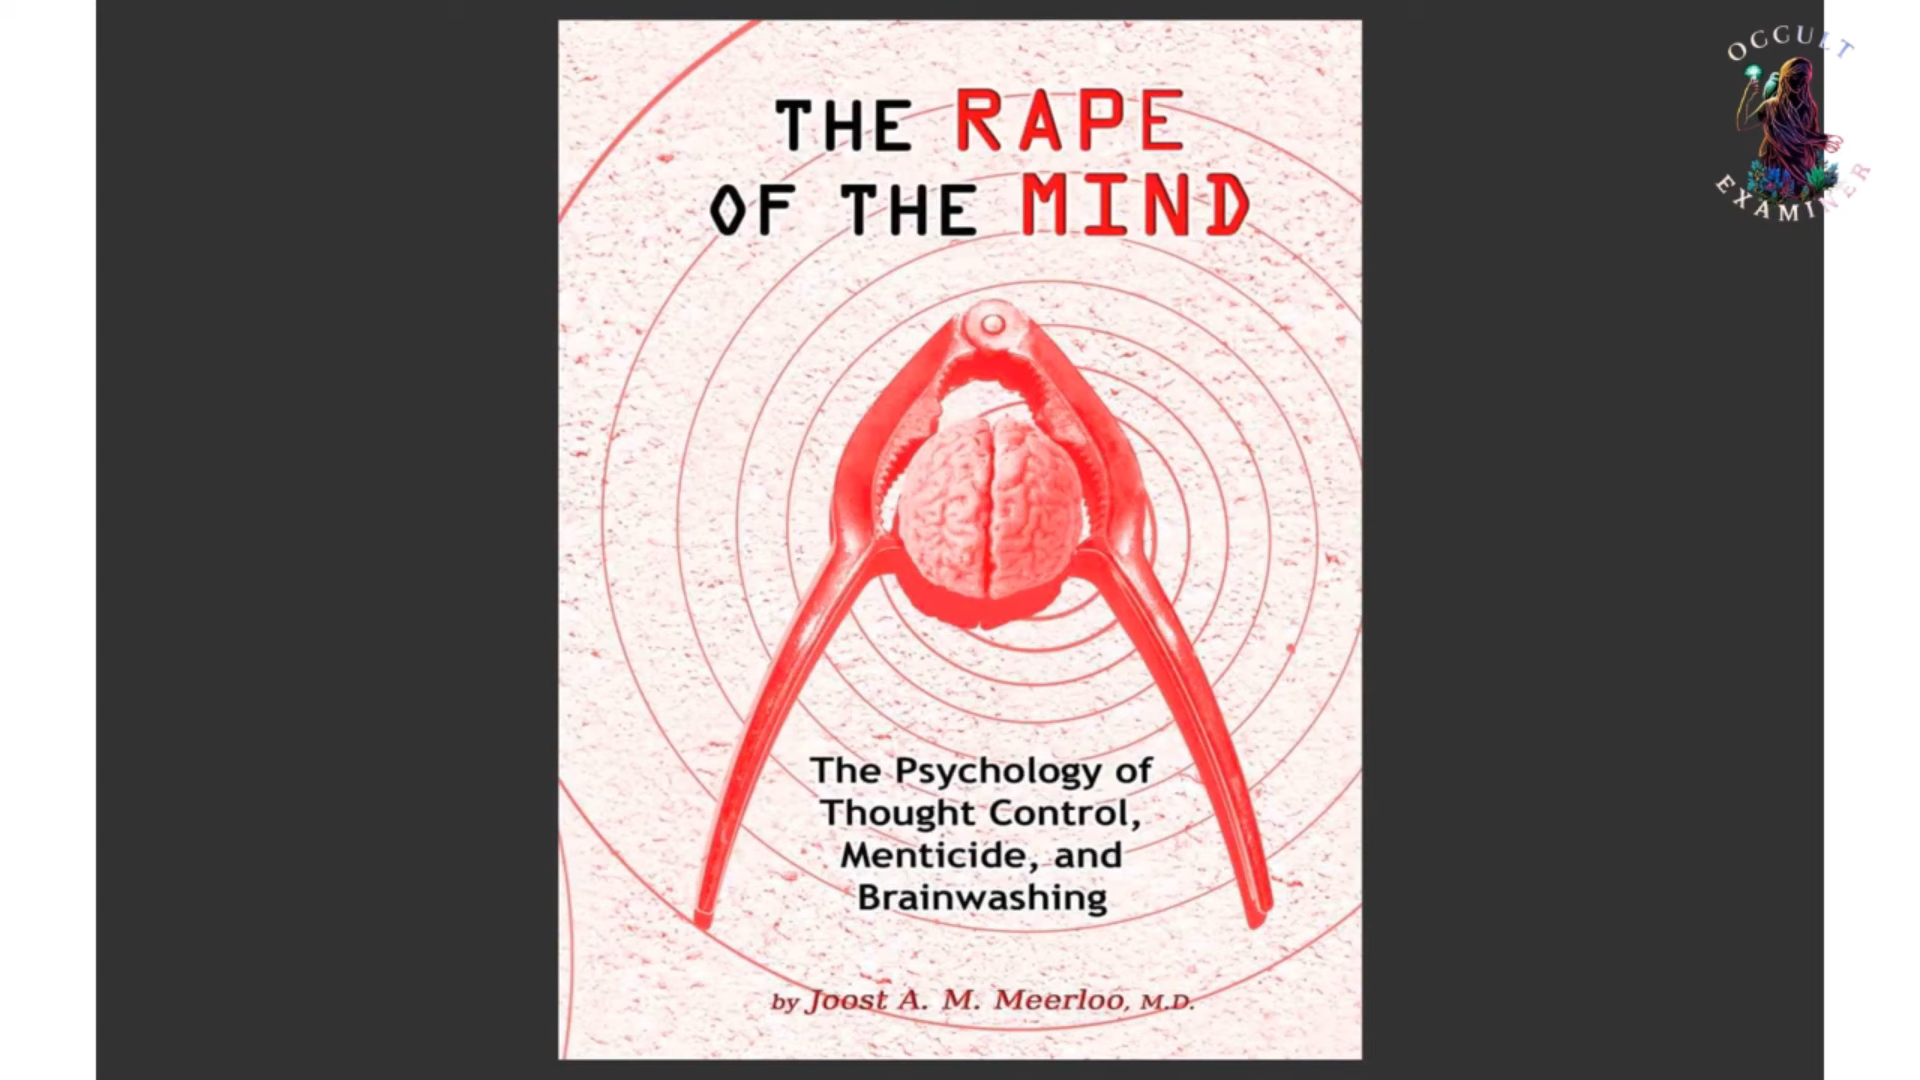 THE RAPE
OF THE MIND
The Psychology of
Thought Control,
Menticide, and
Brainwashing
by Joost A. M. Meerloo, M.D.
OCCULT
EXAMINER